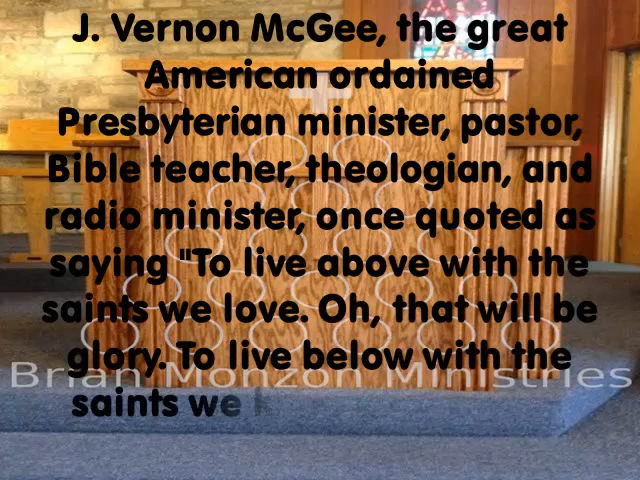 J. Vernon McGee, the great
American ordained
Presbyterian minister, pastor,
Bible teacher, theologian, and
radio minister, once quoted as
saying "To live above with the
saints we love. Oh, that will be
glory. To live below with the
saints we k
Brian Monzon Ministries